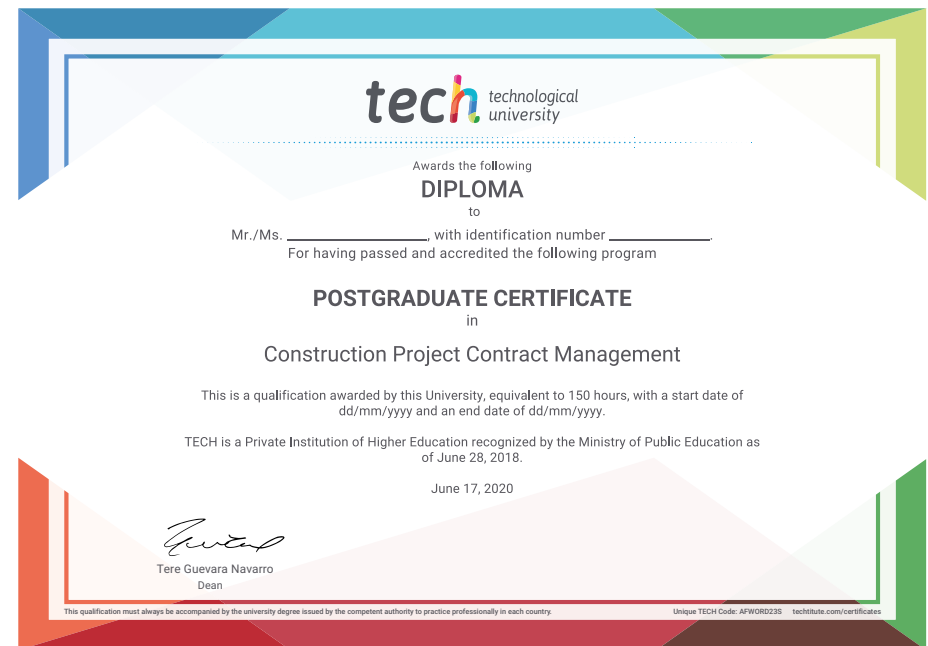 tech technological
university
Awards the following
DIPLOMA
to
Mr./Ms. ____________________, with identification number ______________.
For having passed and accredited the following program
POSTGRADUATE CERTIFICATE
in
Construction Project Contract Management
This is a qualification awarded by this University, equivalent to 150 hours, with a start date of
dd/mm/yyyy and an end date of dd/mm/yyyy.
TECH is a Private Institution of Higher Education recognized by the Ministry of Public Education as
of June 28, 2018.
June 17, 2020
Tere Guevara Navarro
Dean
This qualification must always be accompanied by the university degree issued by the competent authority to practice professionally in each country. Unique TECH Code: AFWORD23S techtitute.com/certificates